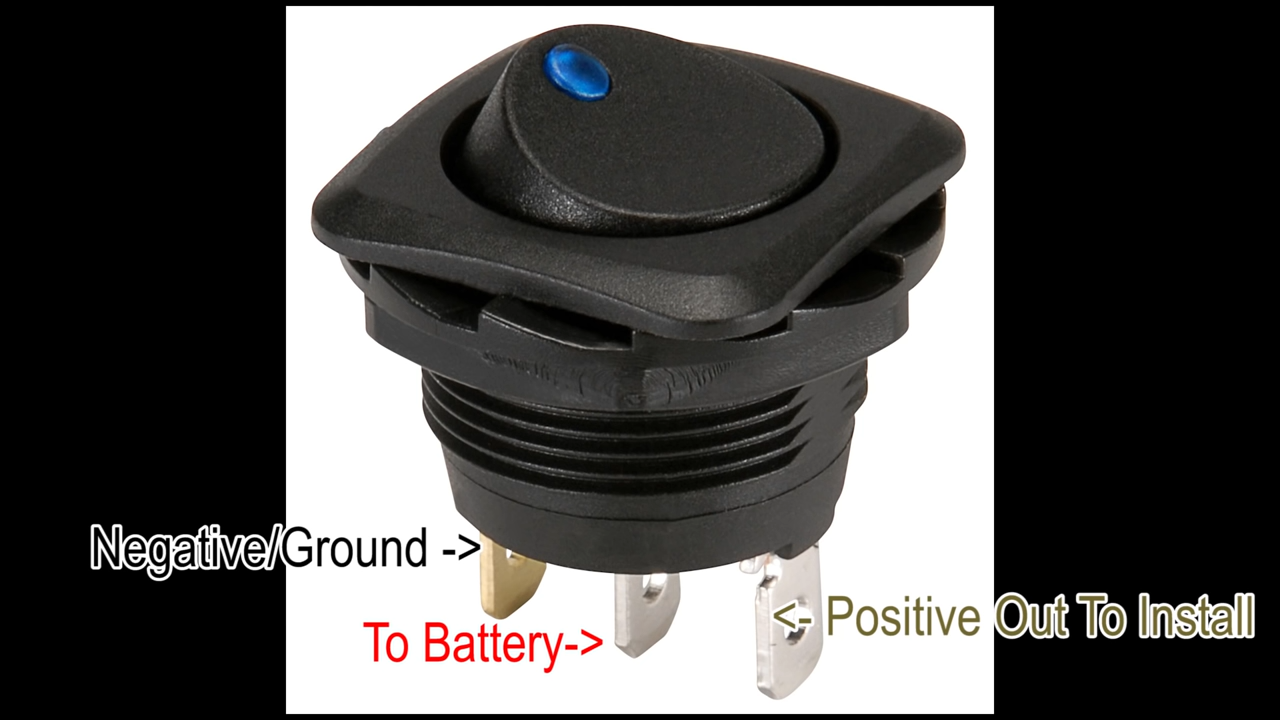 Negative/Ground ->
To Battery->
<- Positive Out To Install